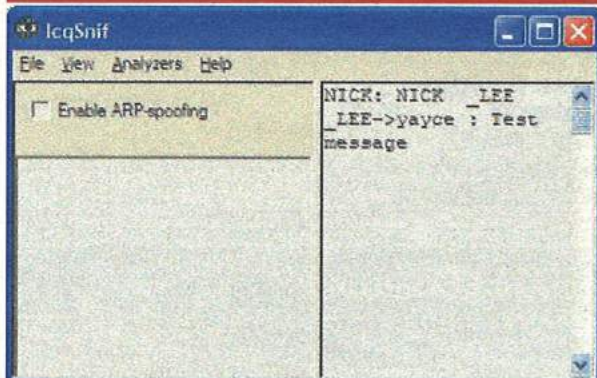 IcqSnif
File View Analyzers Help
Enable ARP-spoofing
NICK: NICK _LEE
_LEE->yayce : Test
message